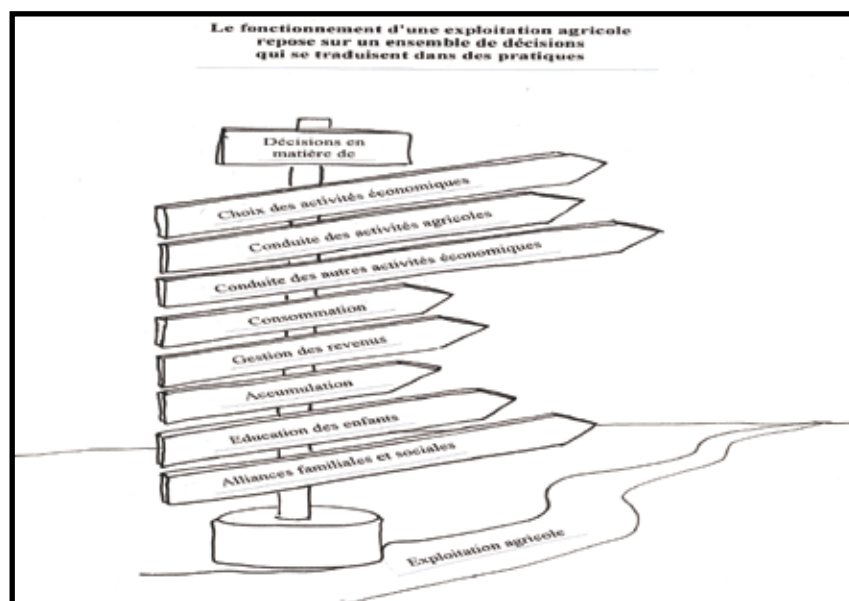 Le fonctionnement d'une exploitation agricole
repose sur un ensemble de décisions
qui se traduisent dans des pratiques
Décisions en
matière de
Choix des activités économiques
Conduite des activités agricoles
Conduite des autres activités économiques
Consommation
Gestion des revenus
Accumulation
Education des enfants
Alliances familiales et sociales
Exploitation agricole